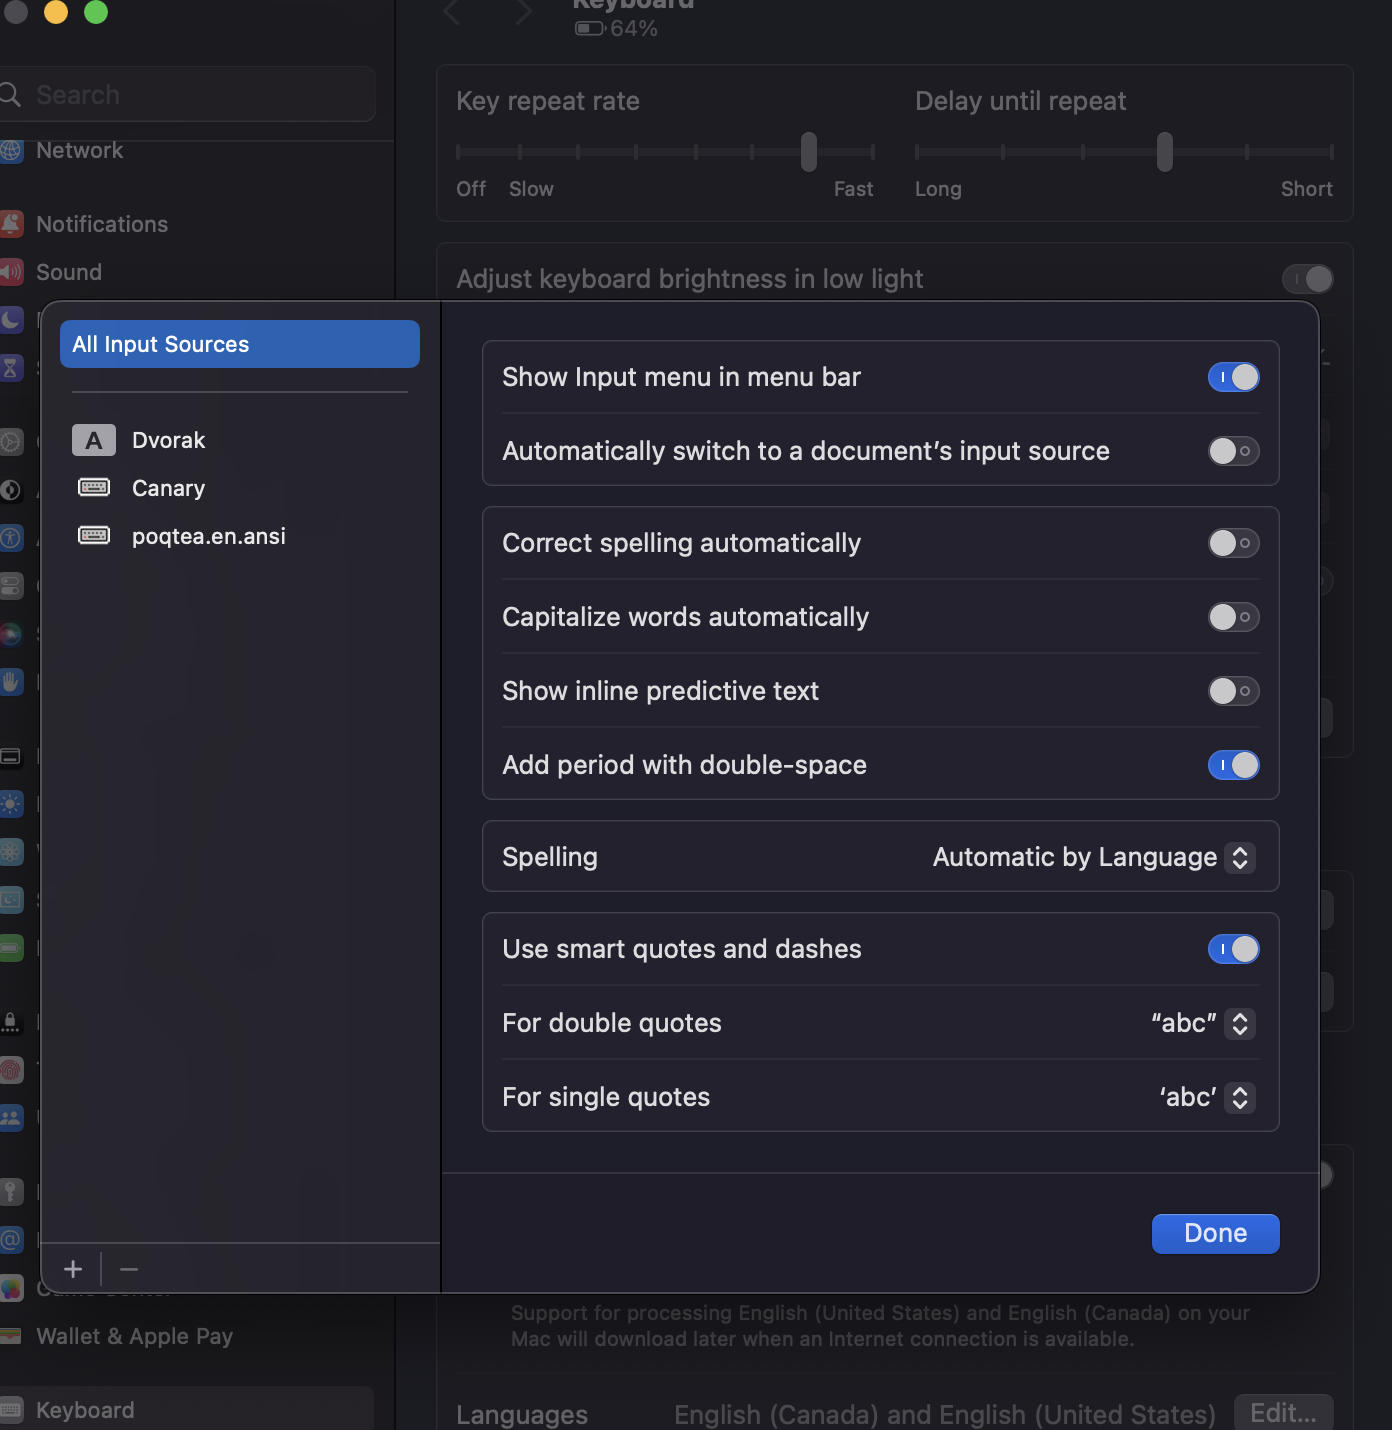 Keyboard
64%
Search
Key repeat rate
Delay until repeat
Off
Slow
Fast
Long
Short
Network
Notifications
Sound
Adjust keyboard brightness in low light
All Input Sources
A
Dvorak
Canary
poqtea.en.ansi
Show Input menu in menu bar
Automatically switch to a document’s input source
Correct spelling automatically
Capitalize words automatically
Show inline predictive text
Add period with double-space
Spelling
Automatic by Language
Use smart quotes and dashes
For double quotes
“abc”
For single quotes
‘abc’
Done
Game Center
Wallet & Apple Pay
Keyboard
Support for processing English (United States) and English (Canada) on your
Mac will download later when an Internet connection is available.
Languages
English (Canada) and English (United States)
Edit...